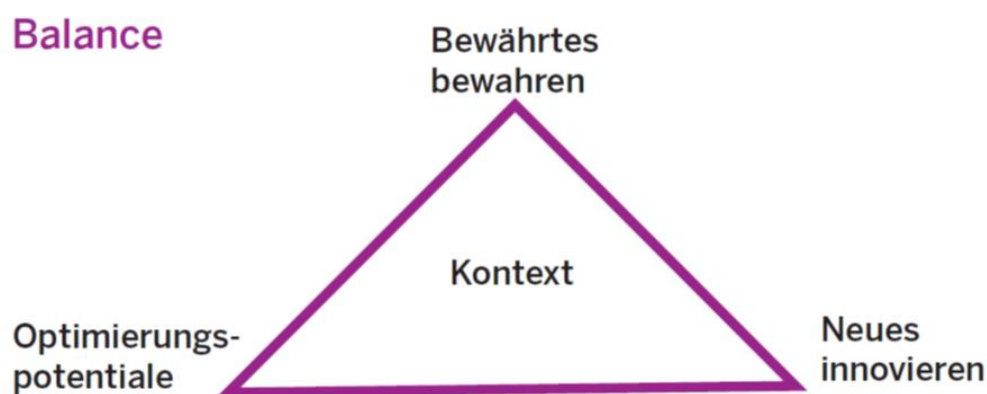 Balance
Bewährtes
bewahren
Kontext
Optimierungs-
potentiale
Neues
innovieren